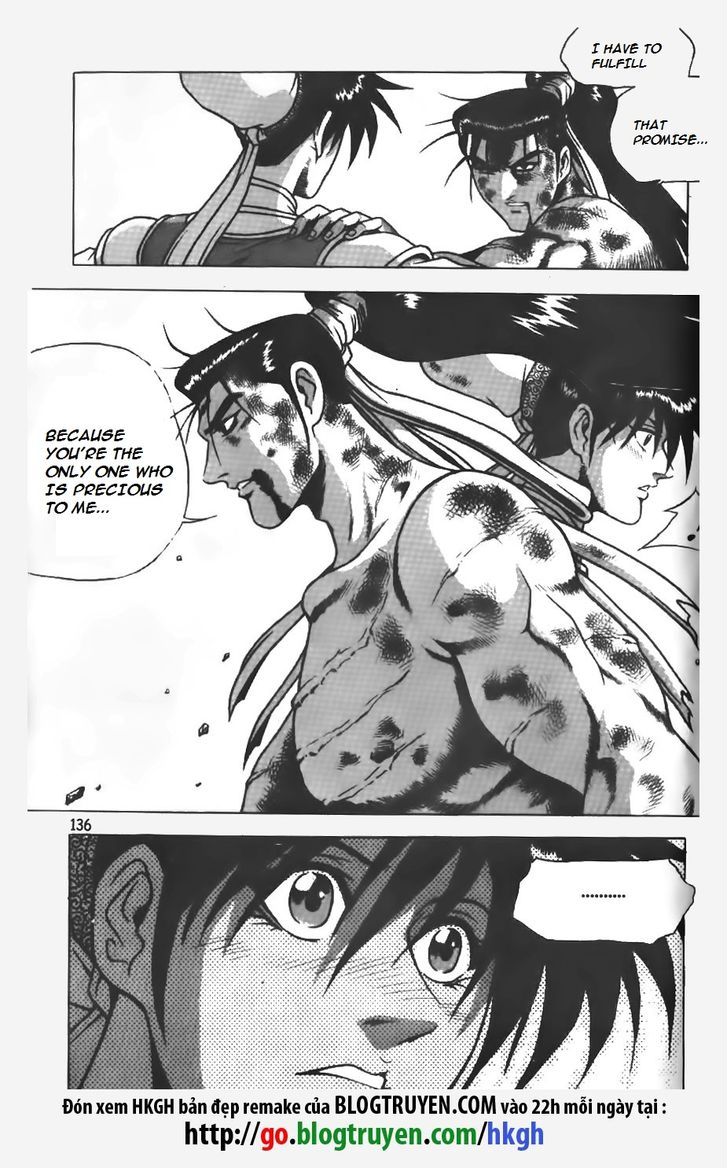 I HAVE TO
FULFILL
THAT
PROMISE...
BECAUSE
YOU'RE THE
ONLY ONE WHO
IS PRECIOUS
TO ME...
136
..........
Đón xem HKGH bản đẹp remake của BLOGTRUYEN.COM vào 22h mỗi ngày tại :
http://go.blogtruyen.com/hkgh